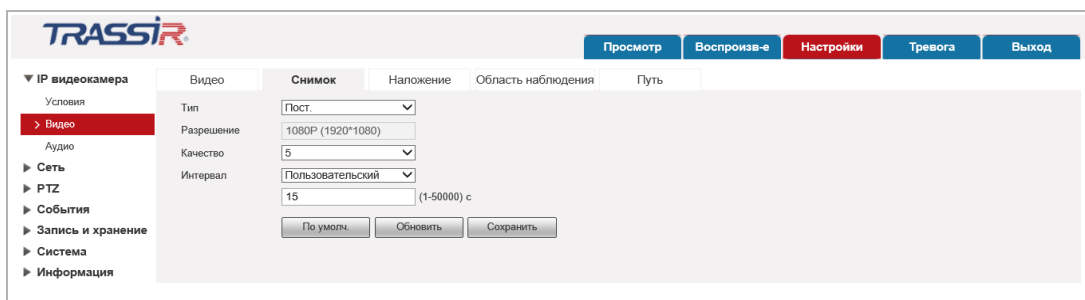 TRASSIR
Просмотр Воспроизв-е Настройки Тревога Выход
IP видеокамера
Видео Снимок Наложение Область наблюдения Путь
Условия
Тип Пост.
Видео
Разрешение 1080P (1920*1080)
Аудио
Качество 5
Сеть
Интервал Пользовательский
PTZ
15 (1-50000) с
События
По умолч. Обновить Сохранить
Запись и хранение
Система
Информация